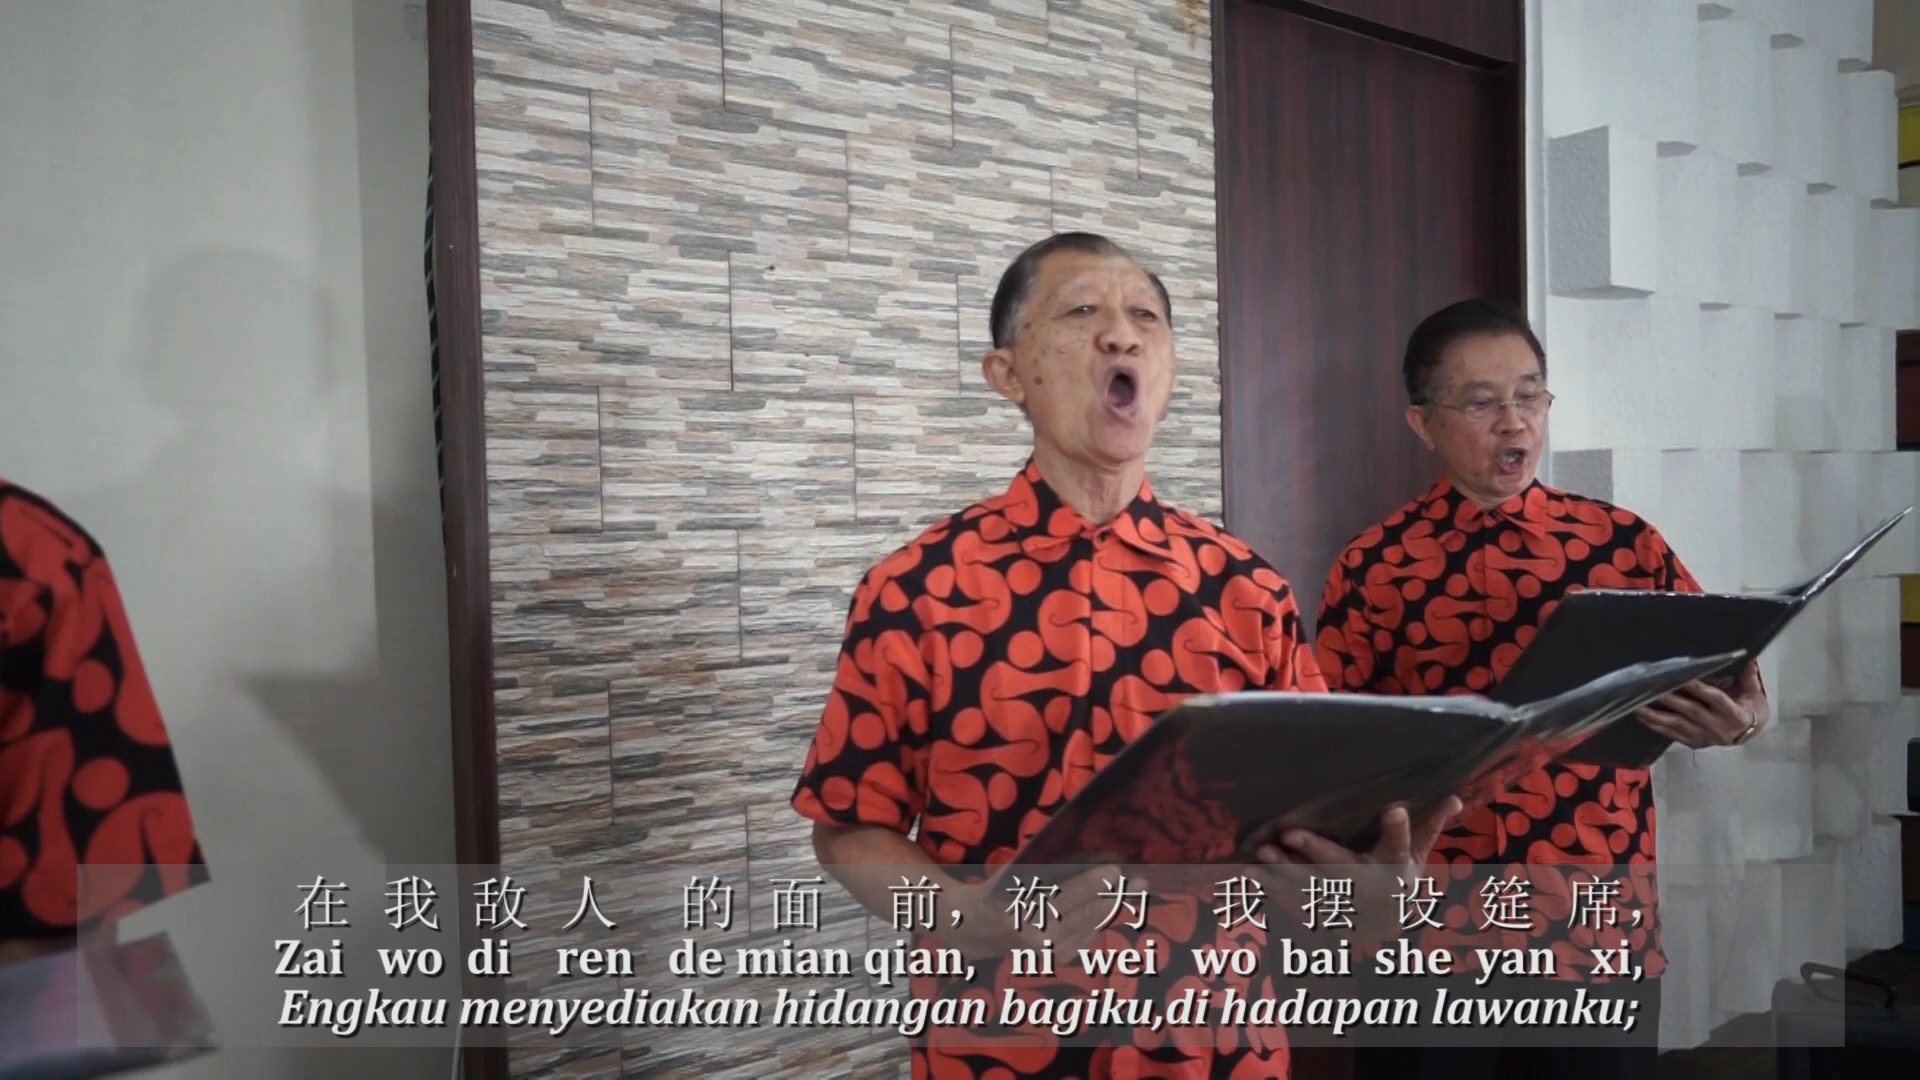 在我敌人的面前，祢为我摆设筵席，
Zai wo di ren de mian qian, ni wei wo bai she yan xi,
Engkau menyediakan hidangan bagiku,di hadapan lawanku;